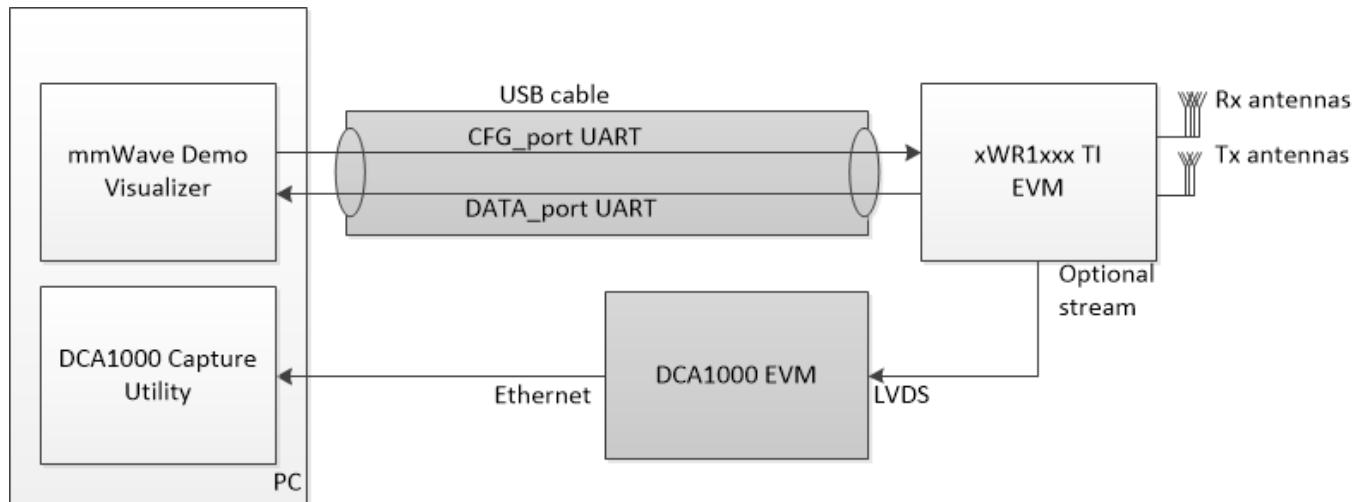 USB cable
CFG_port UART
DATA_port UART
mmWave Demo
Visualizer
xWR1xxx TI
EVM
Rx antennas
Tx antennas
Optional
stream
DCA1000 Capture
Utility
Ethernet
DCA1000 EVM
LVDS
PC